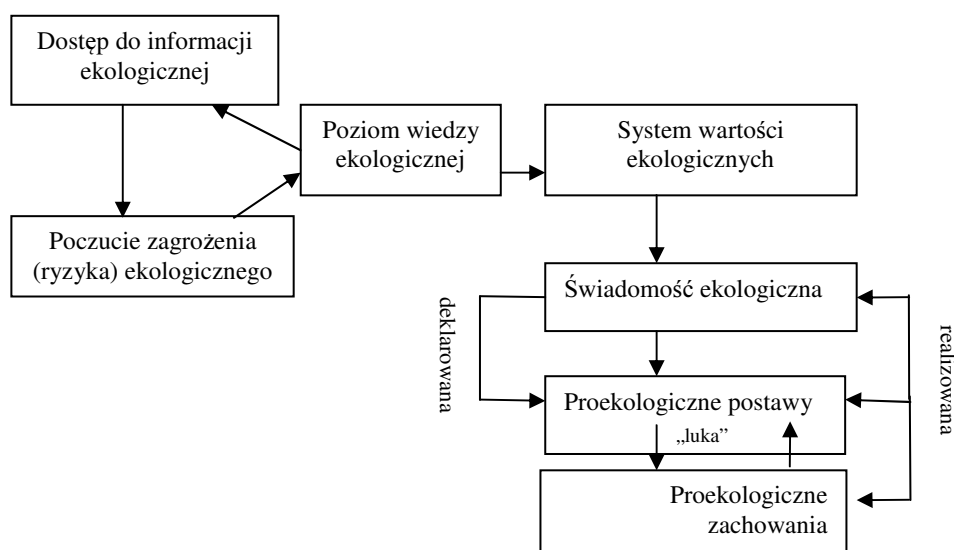 Dostęp do informacji
ekologicznej
Poziom wiedzy
ekologicznej
System wartości
ekologicznych
Poczucie zagrożenia
(ryzyka) ekologicznego
Świadomość ekologiczna
deklarowana
realizowana
Proekologiczne postawy
„luka”
Proekologiczne
zachowania